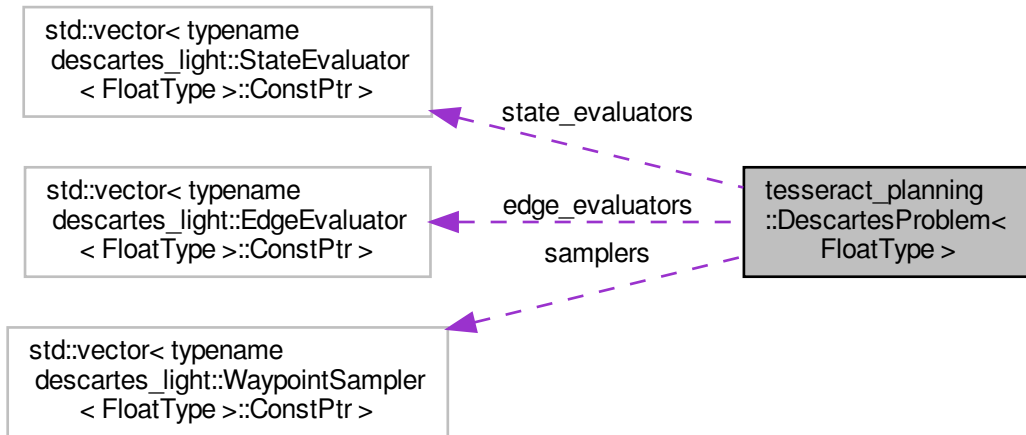 std::vector< typename
descartes_light::StateEvaluator
< FloatType >::ConstPtr >
state_evaluators
std::vector< typename
descartes_light::EdgeEvaluator
< FloatType >::ConstPtr >
edge_evaluators
tesseract_planning
::DescartesProblem<
FloatType >
samplers
std::vector< typename
descartes_light::WaypointSampler
< FloatType >::ConstPtr >